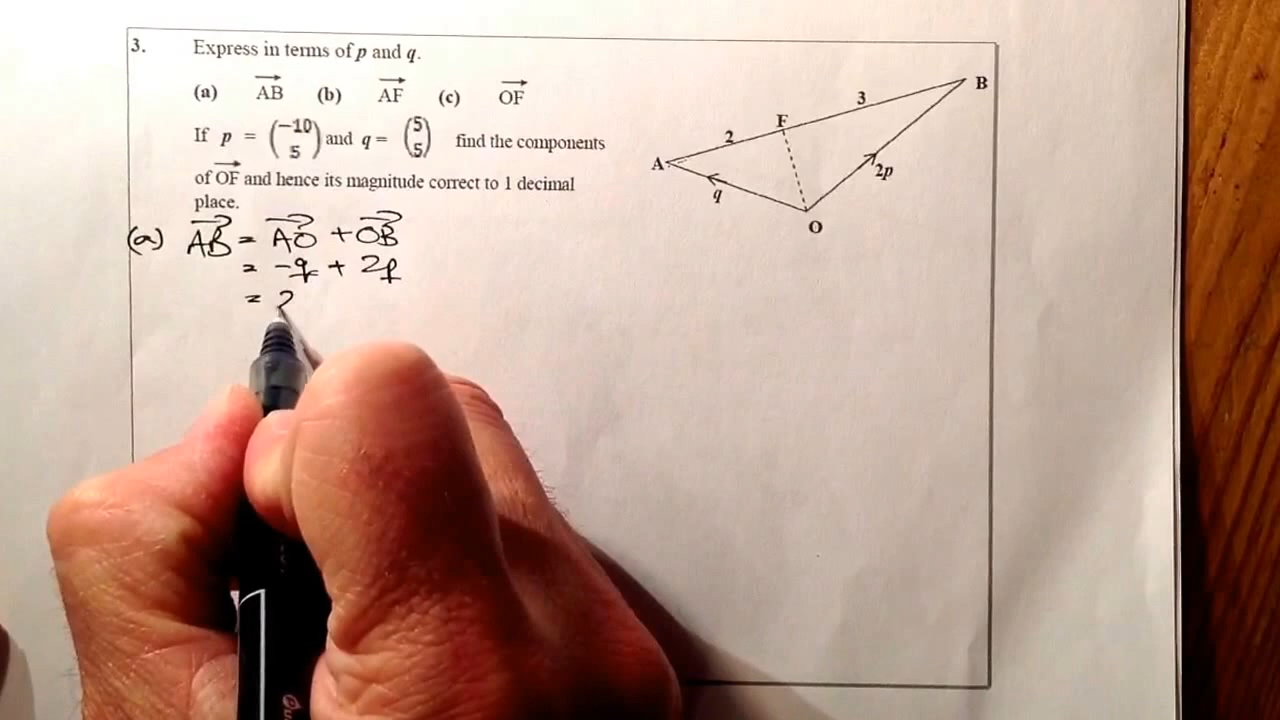 3. Express in terms of p and q.
(a) AB (b) AF (c) OF
If p = (−10 5) and q = (5 5) find the components
of OF and hence its magnitude correct to 1 decimal
place.
A
2
F
3
B
q
2p
O
(a) AB = AO + OB
= -q + 2p
= 2